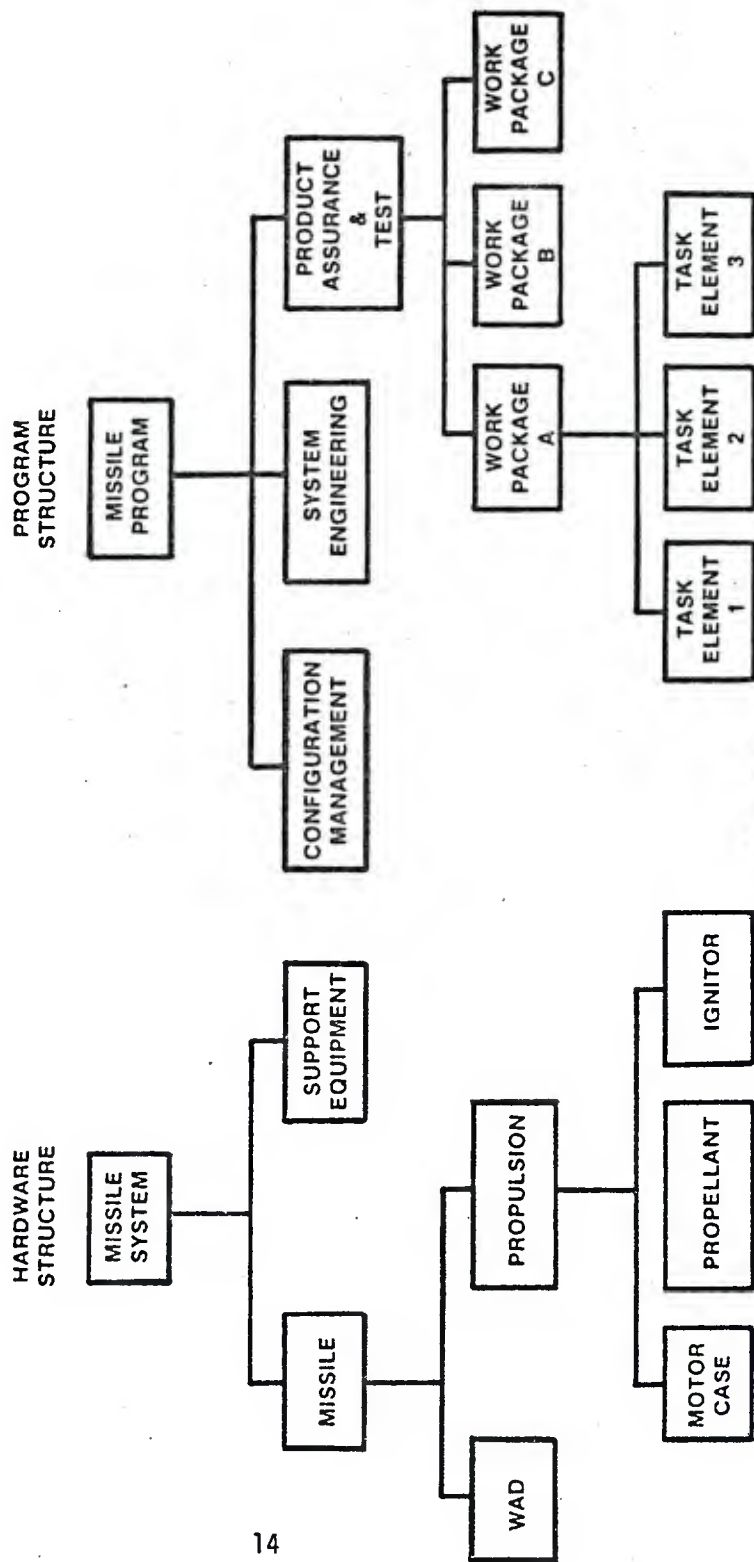 HARDWARE
STRUCTURE
MISSILE
SYSTEM
MISSILE
SUPPORT
EQUIPMENT
WAD
PROPULSION
MOTOR
CASE
PROPELLANT
IGNITOR
PROGRAM
STRUCTURE
MISSILE
PROGRAM
CONFIGURATION
MANAGEMENT
SYSTEM
ENGINEERING
PRODUCT
ASSURANCE
&
TEST
WORK
PACKAGE
A
WORK
PACKAGE
B
WORK
PACKAGE
C
TASK
ELEMENT
1
TASK
ELEMENT
2
TASK
ELEMENT
3
14